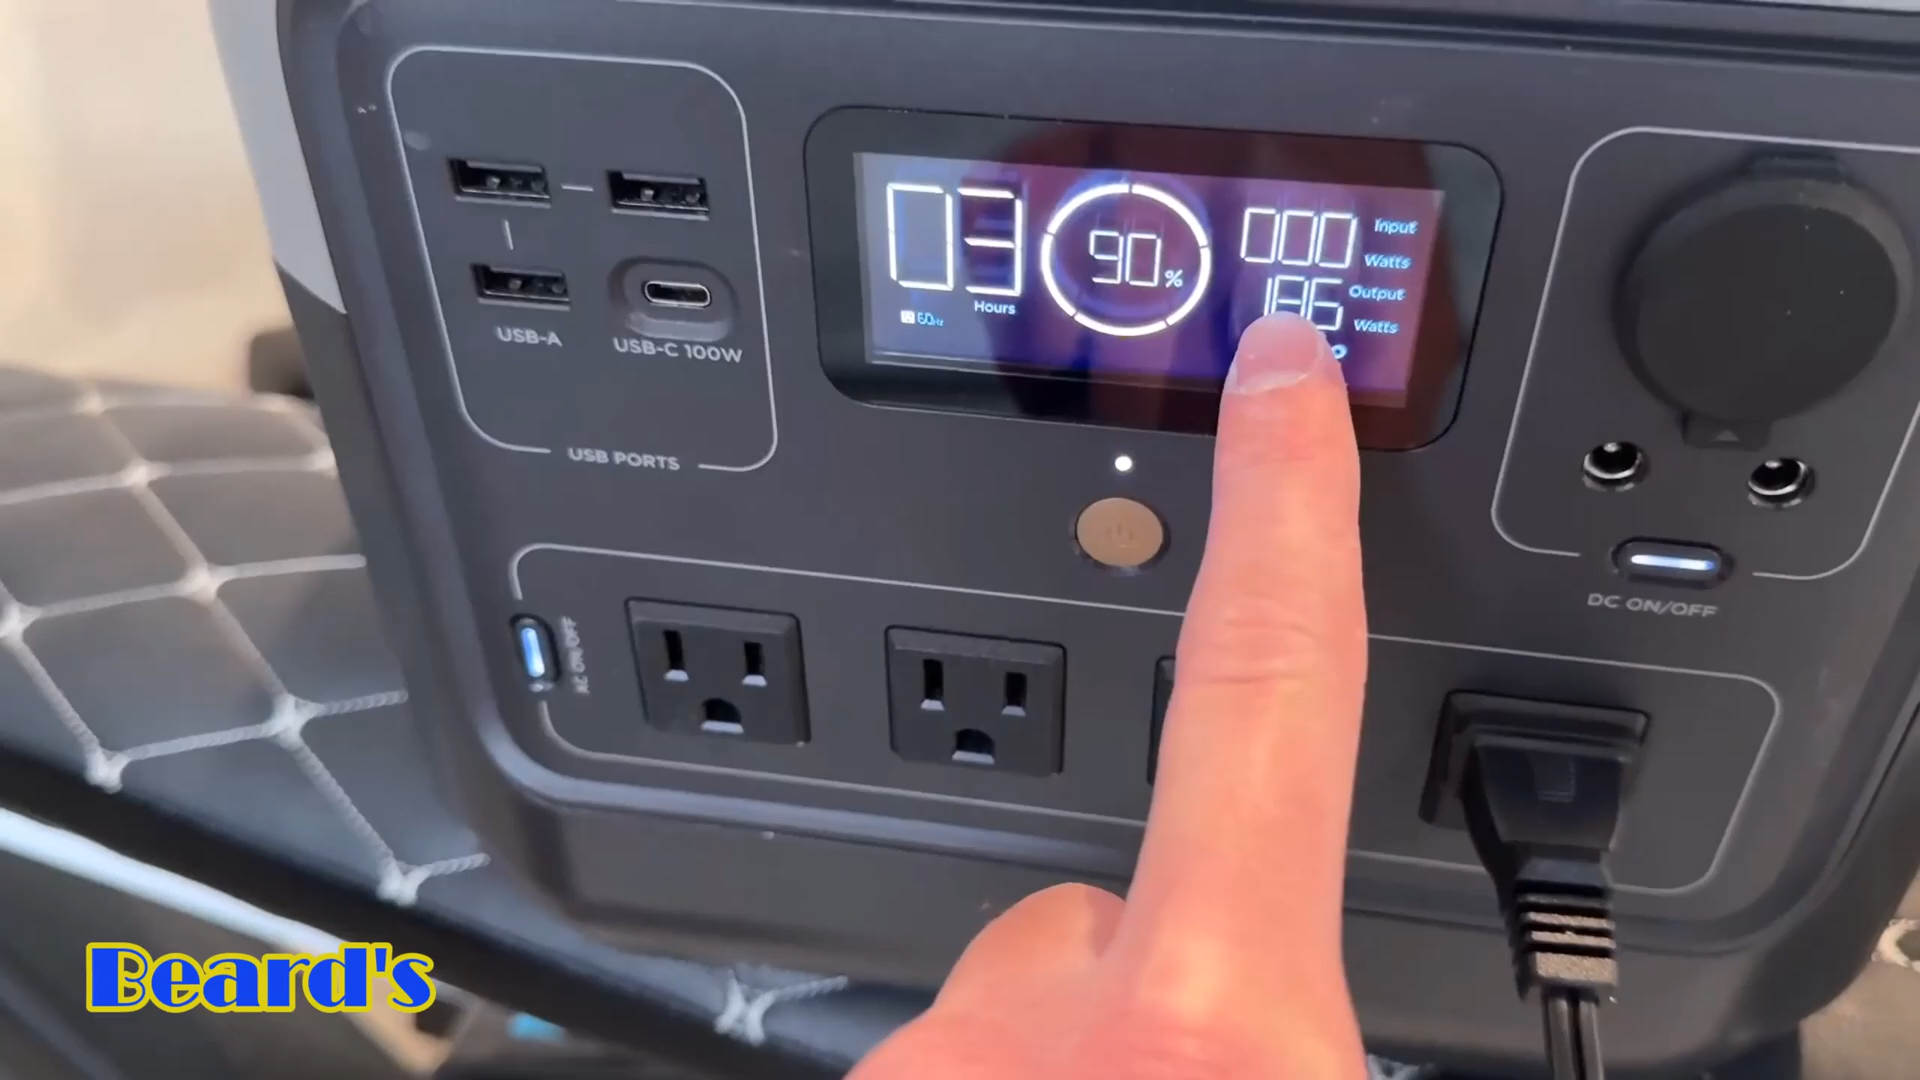 03
Hours
60Hz
90%
000 Input
Watts
186 Output
Watts
USB-A
USB-C 100W
USB PORTS
AC ON/OFF
DC ON/OFF
Beard's